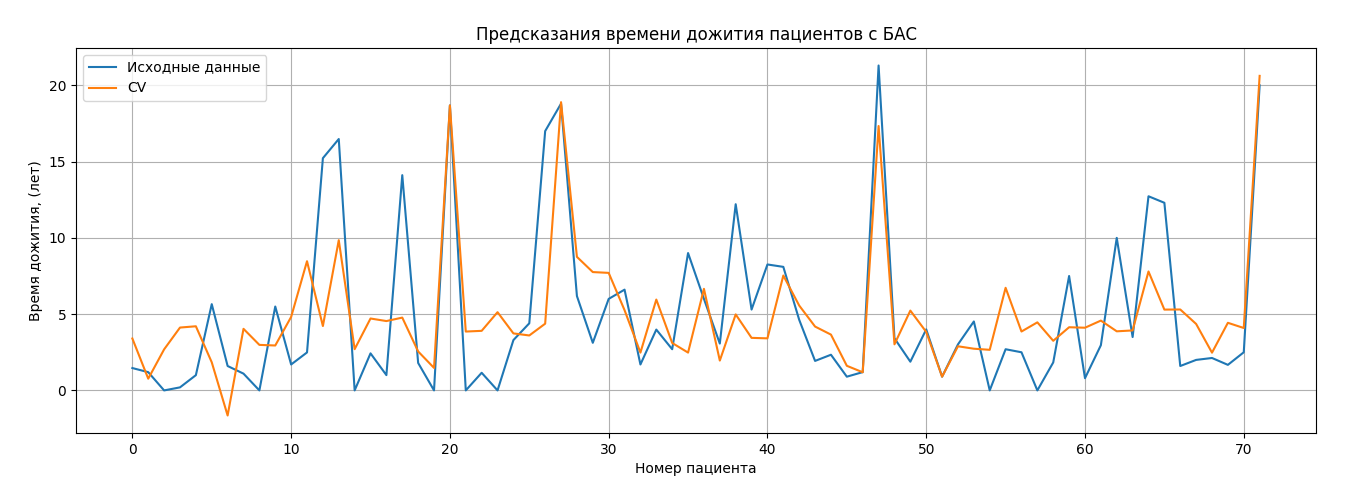 Предсказания времени дожития пациентов с БАС
Исходные данные
CV
Время дожития, (лет)
20
15
10
5
0
0 10 20 30 40 50 60 70
Номер пациента